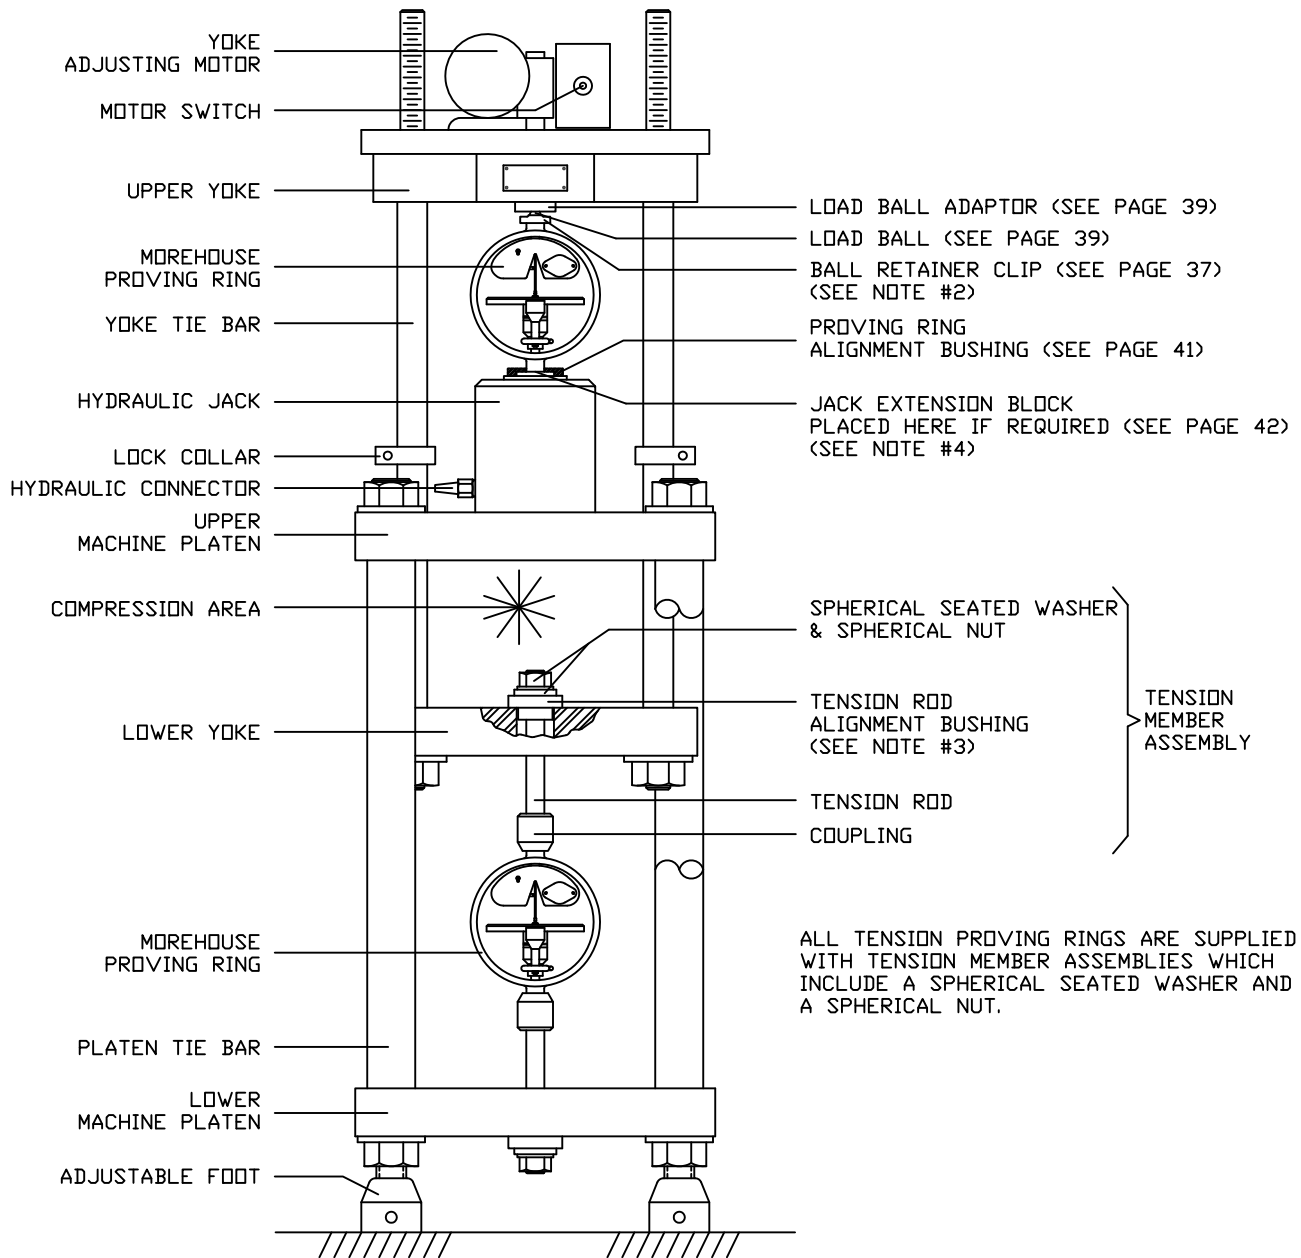 YOKE
ADJUSTING MOTOR
MOTOR SWITCH
UPPER YOKE
MOREHOUSE
PROVING RING
YOKE TIE BAR
HYDRAULIC JACK
LOCK COLLAR
HYDRAULIC CONNECTOR
UPPER
MACHINE PLATEN
COMPRESSION AREA
LOWER YOKE
MOREHOUSE
PROVING RING
PLATEN TIE BAR
LOWER
MACHINE PLATEN
ADJUSTABLE FOOT
LOAD BALL ADAPTOR (SEE PAGE 39)
LOAD BALL (SEE PAGE 39)
BALL RETAINER CLIP (SEE PAGE 37)
(SEE NOTE #2)
PROVING RING
ALIGNMENT BUSHING (SEE PAGE 41)
JACK EXTENSION BLOCK
PLACED HERE IF REQUIRED (SEE PAGE 42)
(SEE NOTE #4)
SPHERICAL SEATED WASHER
& SPHERICAL NUT
TENSION ROD
ALIGNMENT BUSHING
(SEE NOTE #3)
TENSION ROD
COUPLING
TENSION
MEMBER
ASSEMBLY
ALL TENSION PROVING RINGS ARE SUPPLIED
WITH TENSION MEMBER ASSEMBLIES WHICH
INCLUDE A SPHERICAL SEATED WASHER AND
A SPHERICAL NUT.